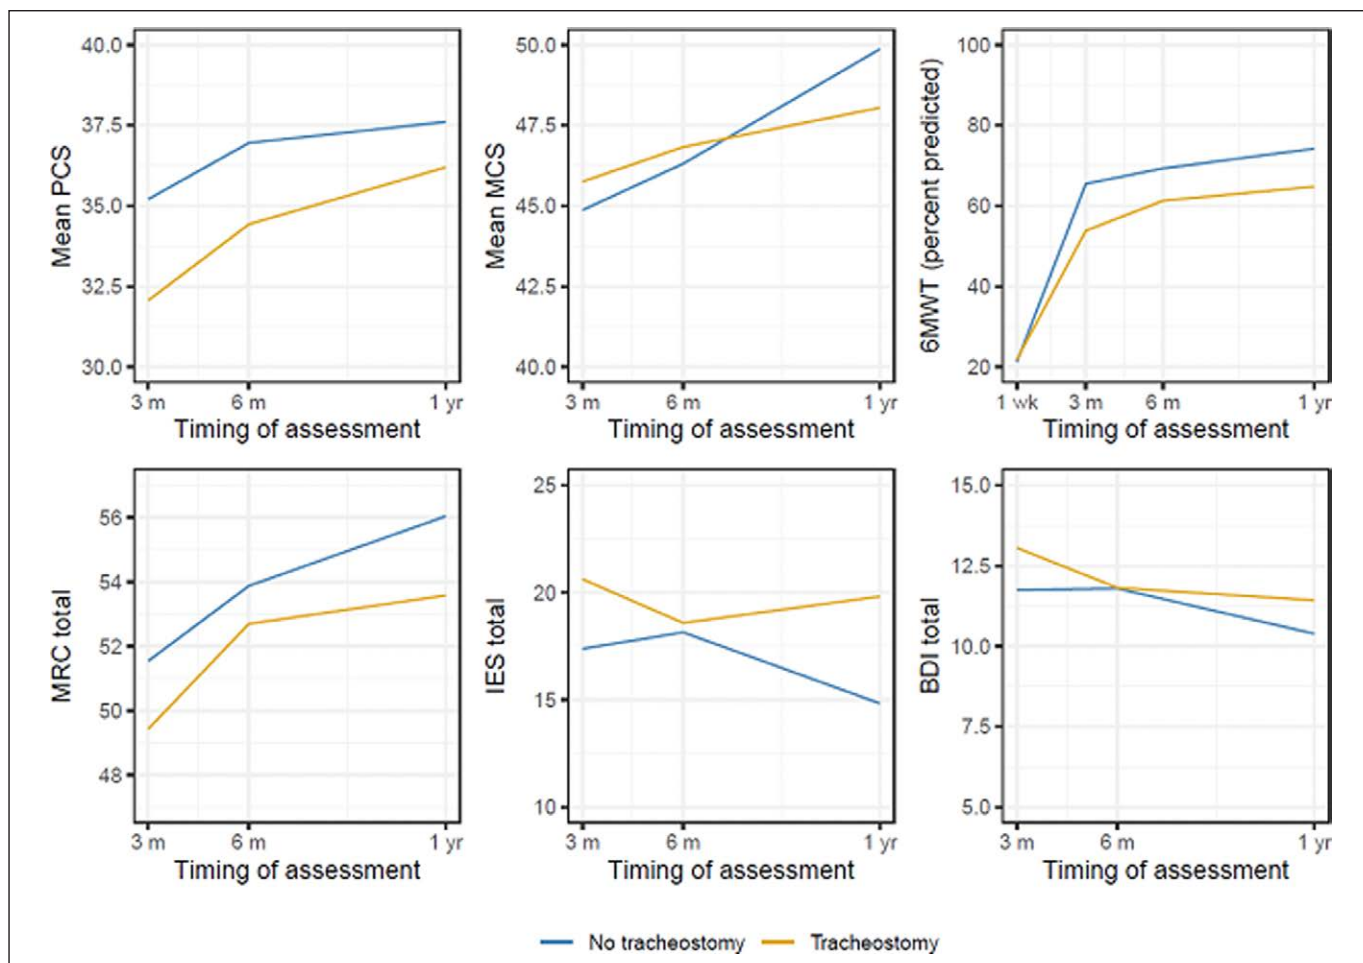 Mean PCS
40.0
37.5
35.0
32.5
30.0
3 m 6 m 1 yr
Timing of assessment
Mean MCS
50.0
47.5
45.0
42.5
40.0
3 m 6 m 1 yr
Timing of assessment
6MWT (percent predicted)
100
80
60
40
20
1 wk 3 m 6 m 1 yr
Timing of assessment
MRC total
56
54
52
50
48
3 m 6 m 1 yr
Timing of assessment
IES total
25
20
15
10
3 m 6 m 1 yr
Timing of assessment
BDI total
15.0
12.5
10.0
7.5
5.0
3 m 6 m 1 yr
Timing of assessment
No tracheostomy Tracheostomy